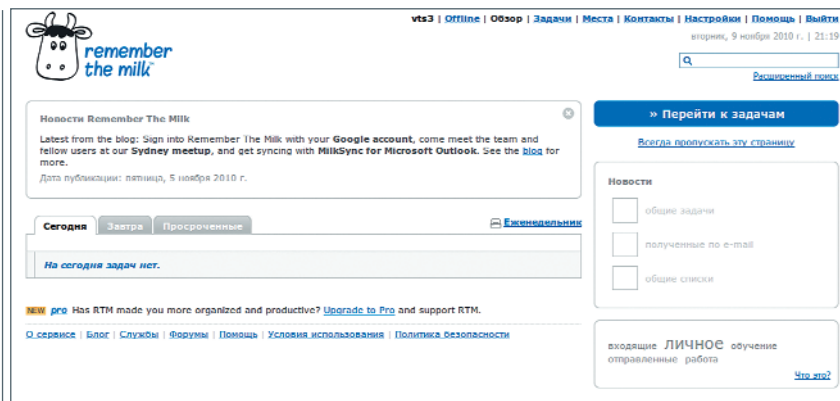 vts3 | Offline | Обзор | Задачи | Места | Контакты | Настройки | Помощь | Выйти
вторник, 9 ноября 2010 г. | 21:19
remember
the milk
Расширенный поиск
Новости Remember The Milk
Latest from the blog: Sign into Remember The Milk with your Google account, come meet the team and
fellow users at our Sydney meetup, and get syncing with MilkSync for Microsoft Outlook. See the blog for
more.
Дата публикации: пятница, 5 ноября 2010 г.
» Перейти к задачам
Всегда пропускать эту страницу
Новости
общие задачи
полученные по e-mail
общие списки
Сегодня Завтра Просроченные Еженедельник
На сегодня задач нет.
NEW pro Has RTM made you more organized and productive? Upgrade to Pro and support RTM.
О сервисе | Блог | Службы | Форумы | Помощь | Условия использования | Политика безопасности
входящие личное обучение
отправленные работа
Что это?